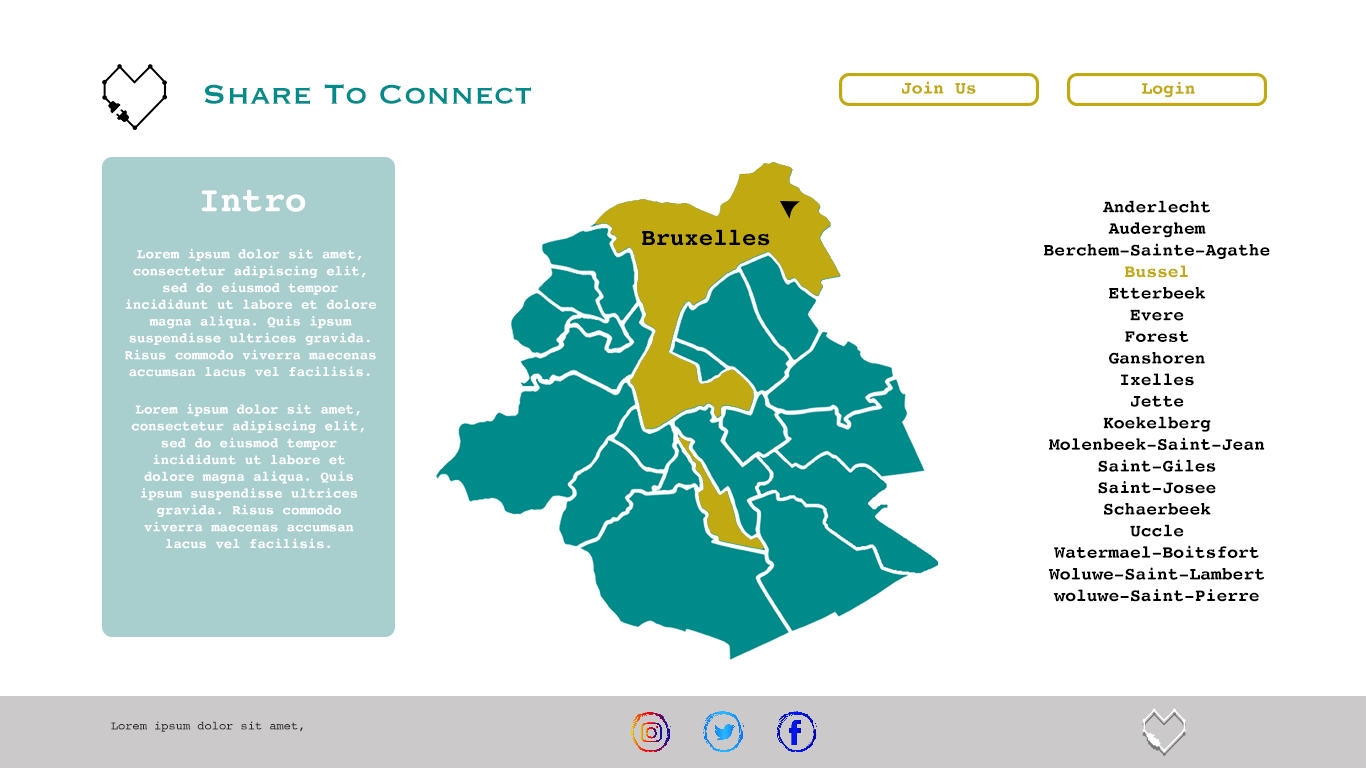 Share To Connect
Join Us
Login
Intro
Lorem ipsum dolor sit amet,
consectetur adipiscing elit,
sed do eiusmod tempor
incididunt ut labore et dolore
magna aliqua. Quis ipsum
suspendisse ultrices gravida.
Risus commodo viverra maecenas
accumsan lacus vel facilisis.
Lorem ipsum dolor sit amet,
consectetur adipiscing elit,
sed do eiusmod tempor
incididunt ut labore et
dolore magna aliqua. Quis
ipsum suspendisse ultrices
gravida. Risus commodo
viverra maecenas accumsan
lacus vel facilisis.
Bruxelles
Anderlecht
Auderghem
Berchem-Sainte-Agathe
Bussel
Etterbeek
Evere
Forest
Ganshoren
Ixelles
Jette
Koekelberg
Molenbeek-Saint-Jean
Saint-Giles
Saint-Josee
Schaerbeek
Uccle
Watermael-Boitsfort
Woluwe-Saint-Lambert
woluwe-Saint-Pierre
Lorem ipsum dolor sit amet,